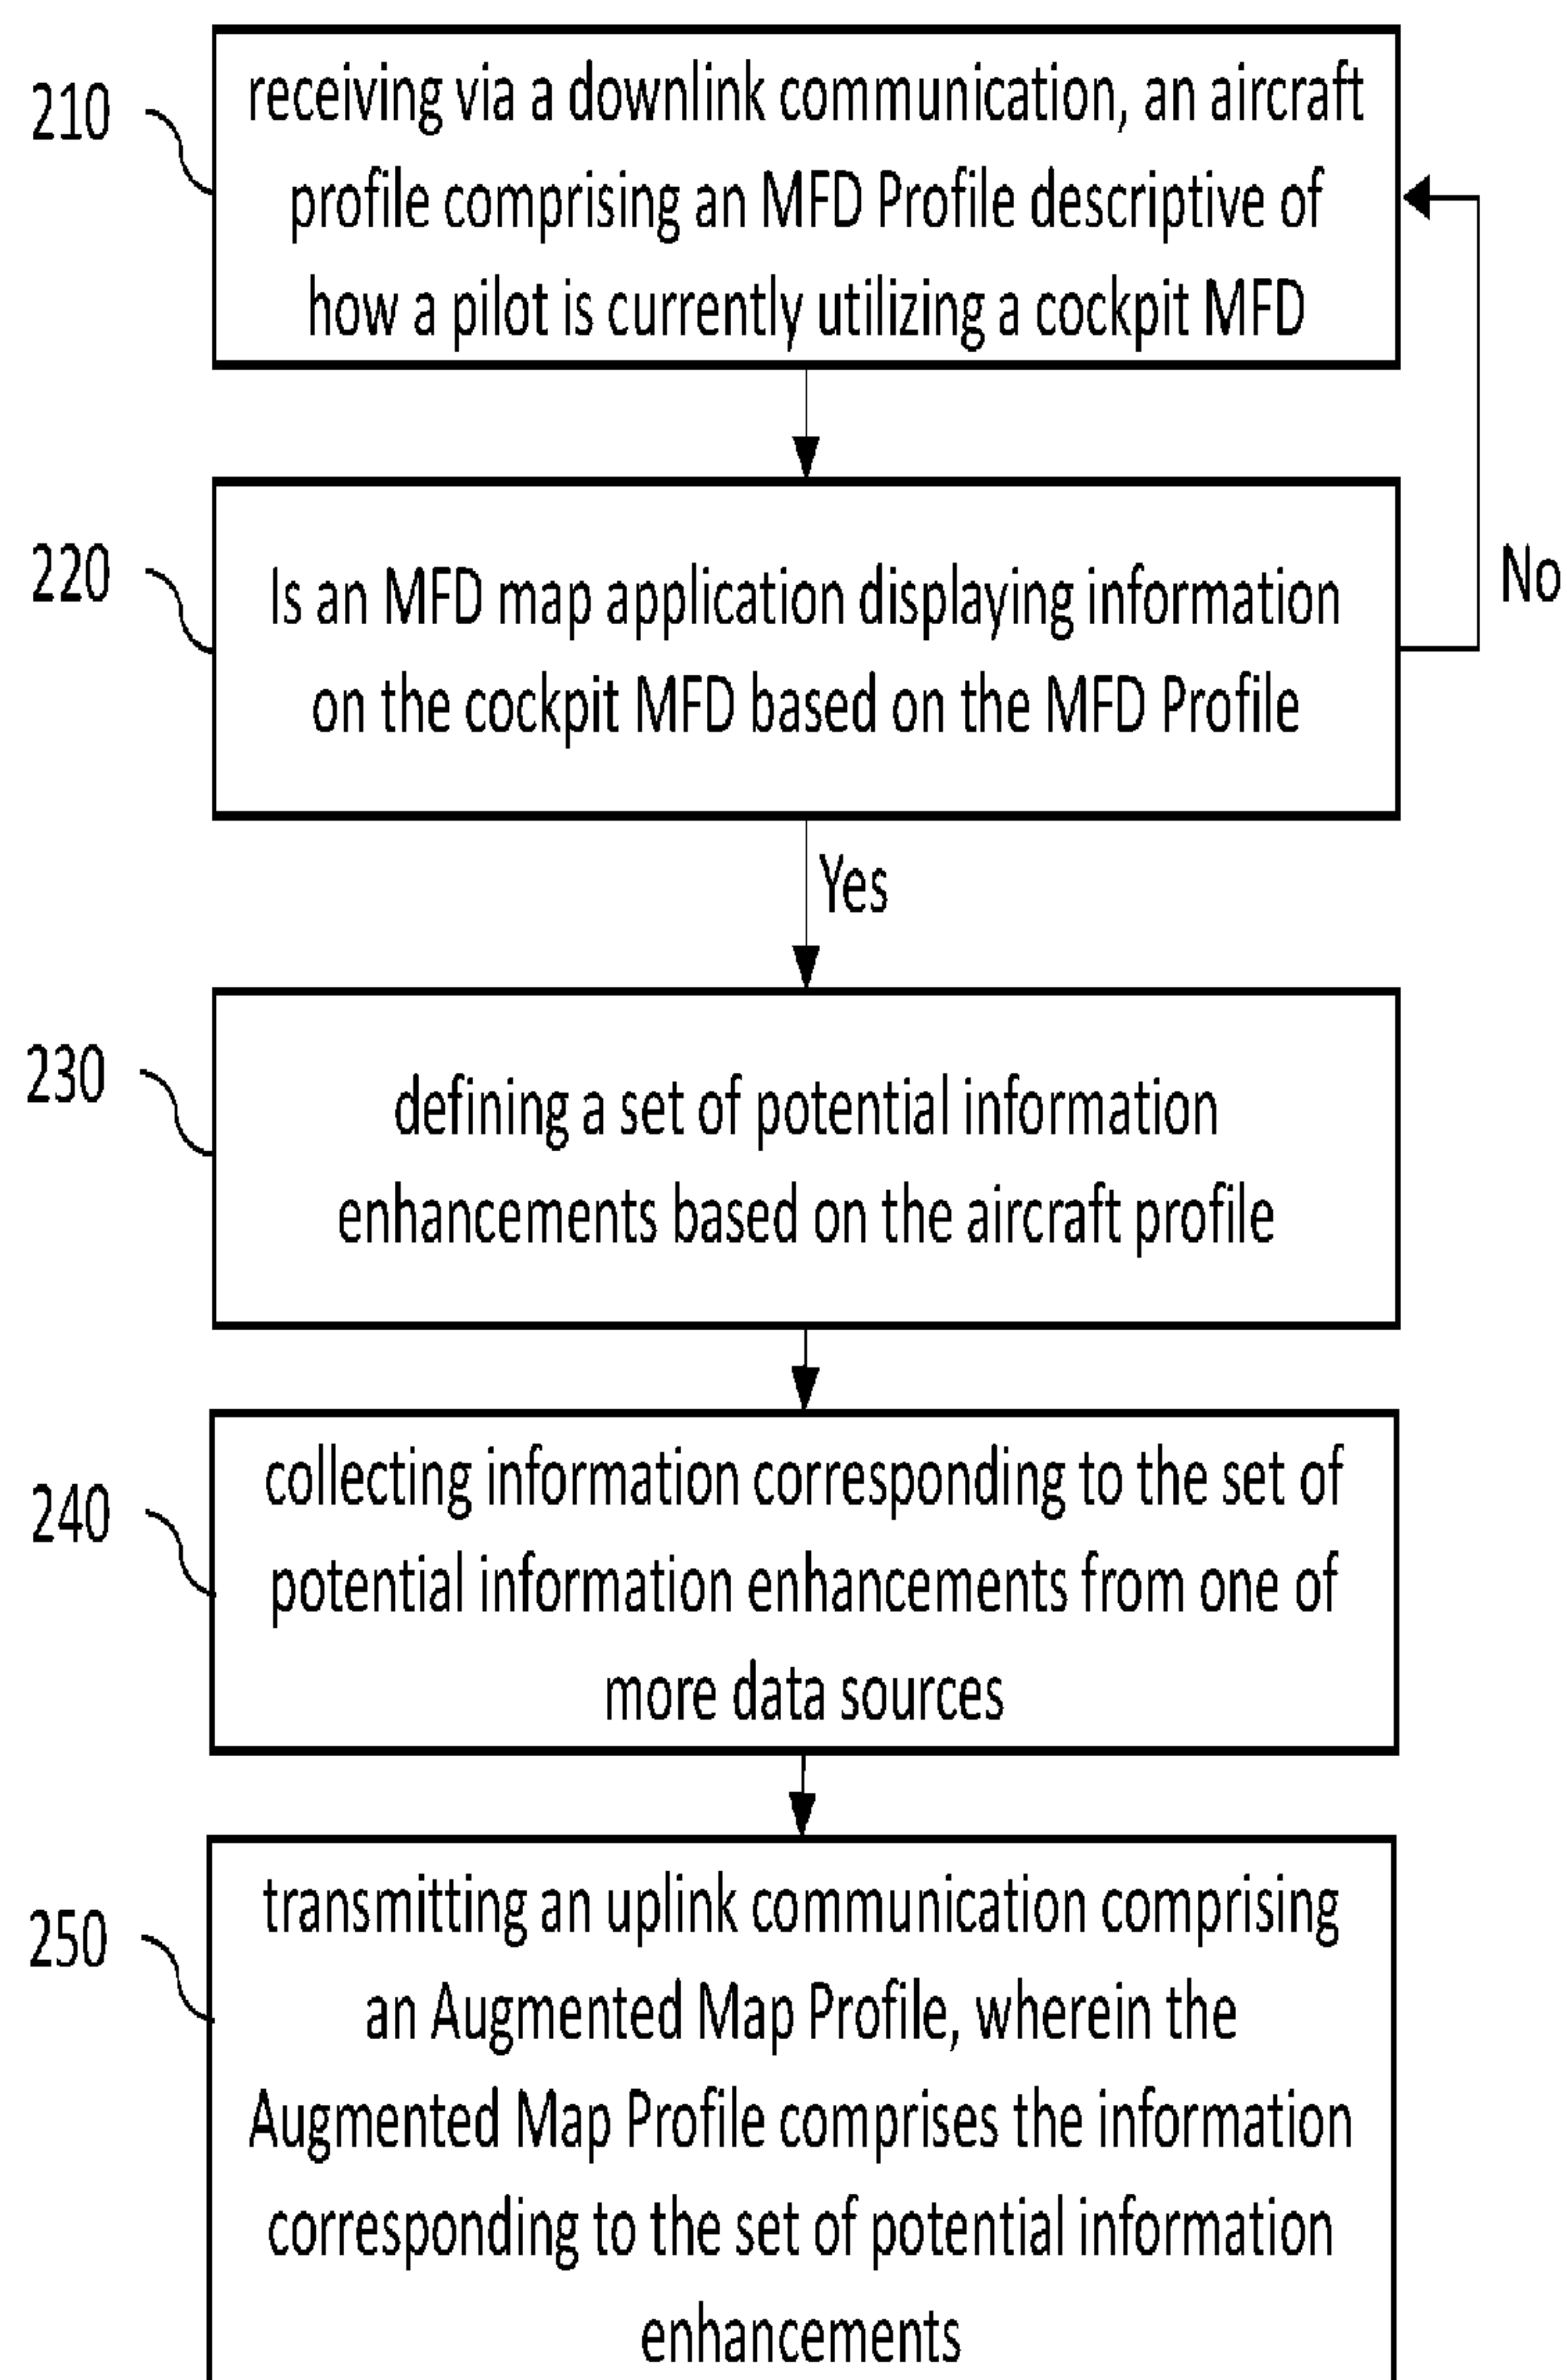 210
receiving via a downlink communication, an aircraft
profile comprising an MFD Profile descriptive of
how a pilot is currently utilizing a cockpit MFD
220
Is an MFD map application displaying information
on the cockpit MFD based on the MFD Profile
No
Yes
230
defining a set of potential information
enhancements based on the aircraft profile
240
collecting information corresponding to the set of
potential information enhancements from one of
more data sources
250
transmitting an uplink communication comprising
an Augmented Map Profile, wherein the
Augmented Map Profile comprises the information
corresponding to the set of potential information
enhancements